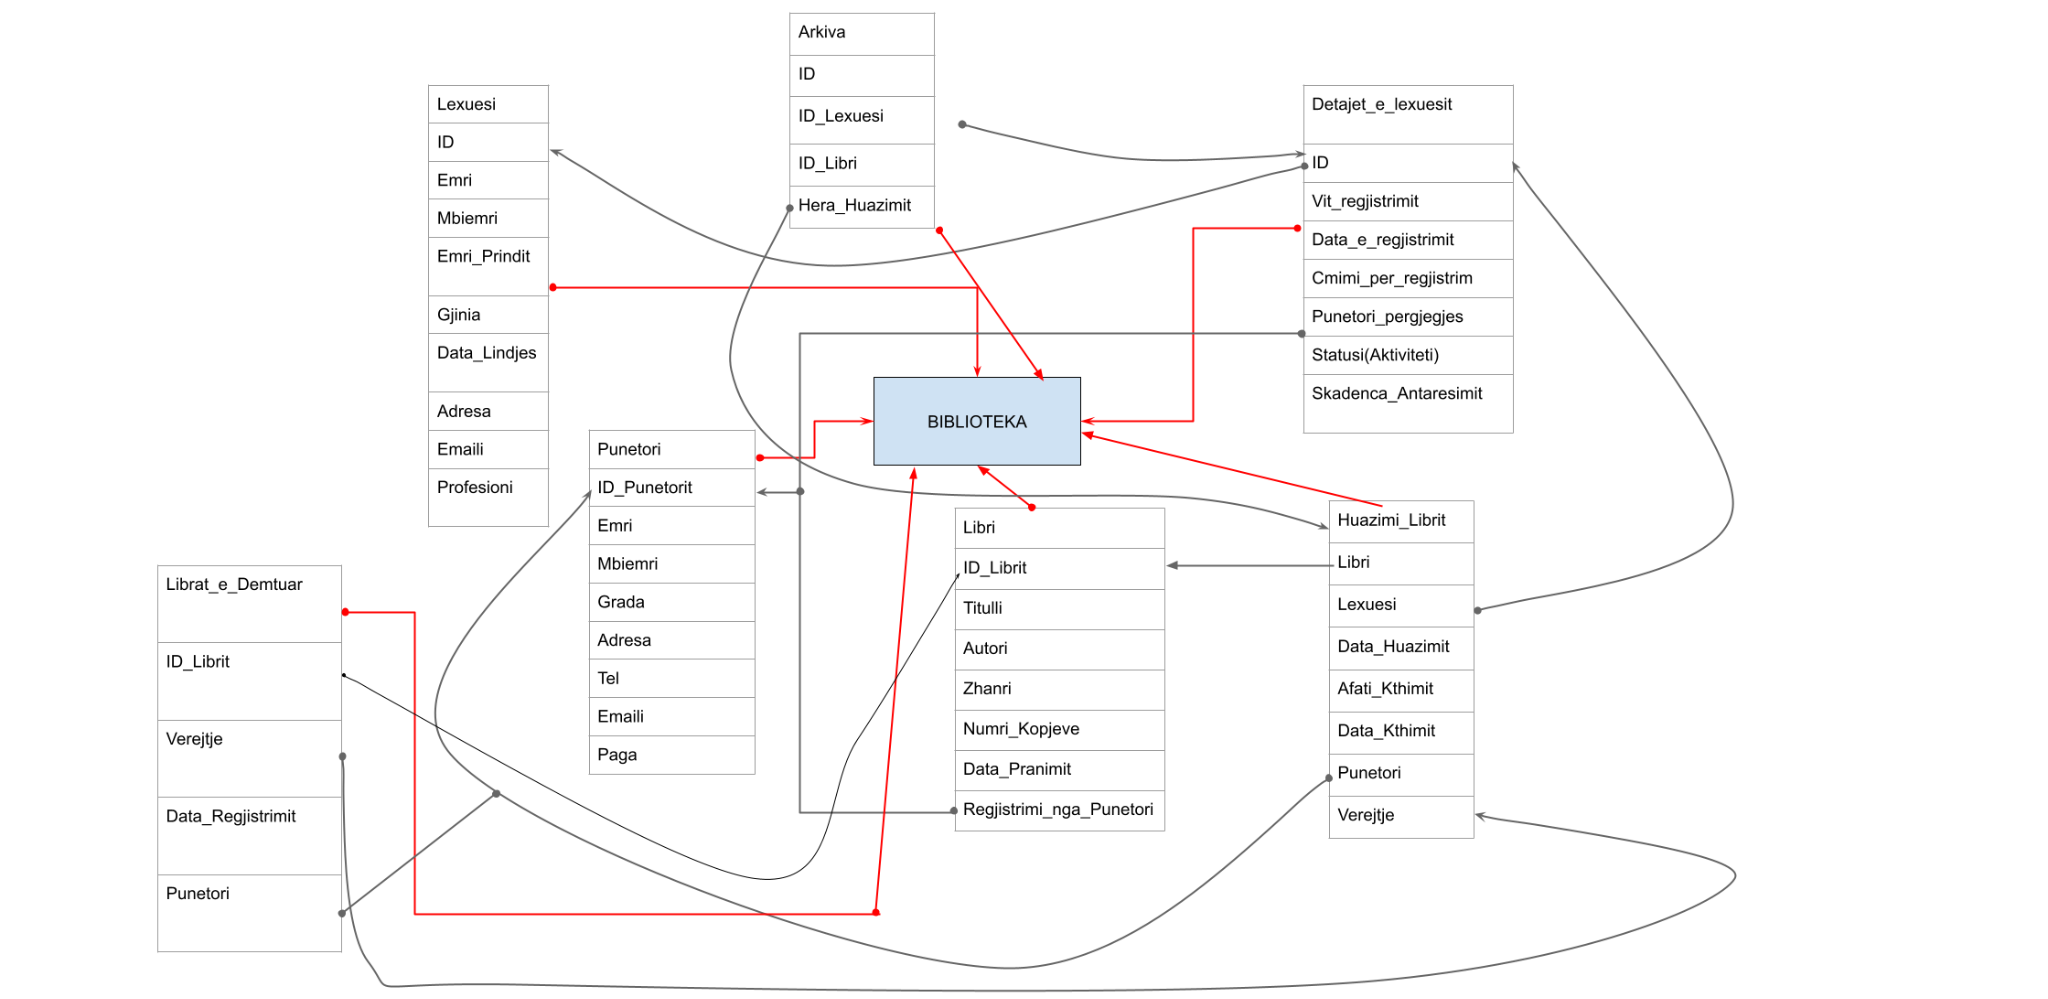 Arkiva
ID
ID_Lexuesi
ID_Libri
Hera_Huazimit
Lexuesi
ID
Emri
Mbiemri
Emri_Prindit
Gjinia
Data_Lindjes
Adresa
Emaili
Profesioni
Detajet_e_lexuesit
ID
Vit_regjistrimit
Data_e_regjistrimit
Cmimi_per_regjistrim
Punetori_pergjegjes
Statusi(Aktiviteti)
Skadenca_Antaresimit
BIBLIOTEKA
Punetori
ID_Punetorit
Emri
Mbiemri
Grada
Adresa
Tel
Emaili
Paga
Libri
ID_Librit
Titulli
Autori
Zhanri
Numri_Kopjeve
Data_Pranimit
Regjistrimi_nga_Punetori
Huazimi_Librit
Libri
Lexuesi
Data_Huazimit
Afati_Kthimit
Data_Kthimit
Punetori
Verejtje
Librat_e_Demtuar
ID_Librit
Verejtje
Data_Regjistrimit
Punetori